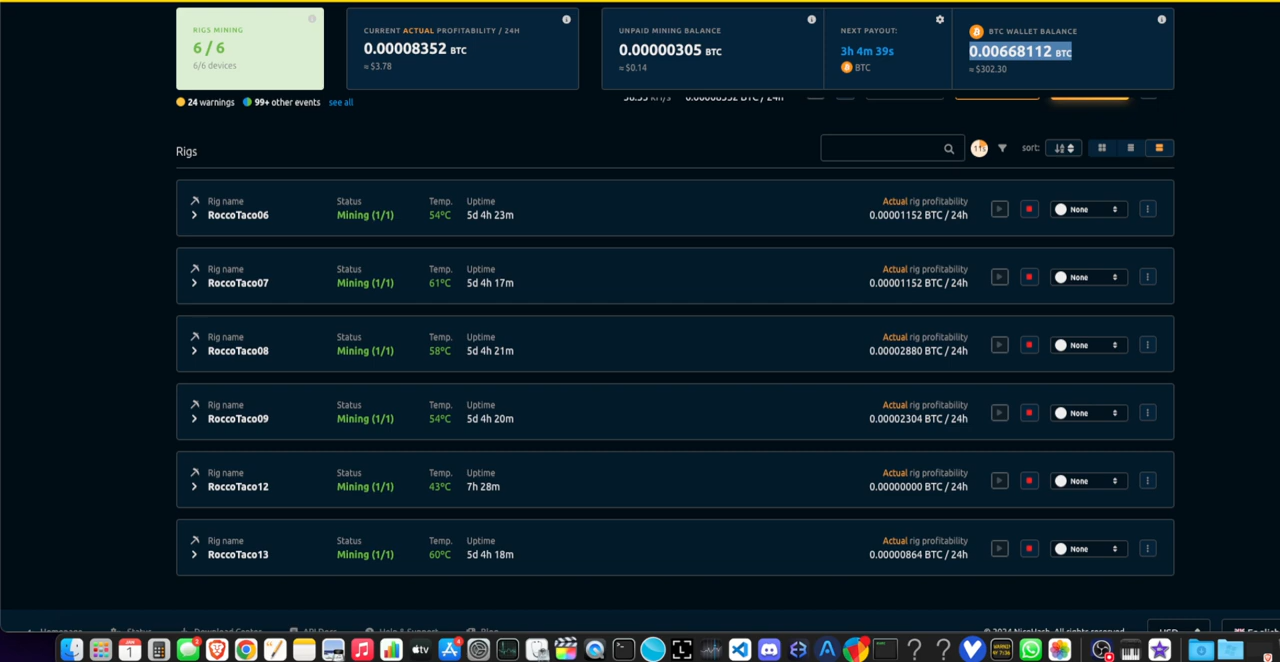 RIGS MINING
6 / 6
6/6 devices
CURRENT ACTUAL PROFITABILITY / 24H
0.00008352 BTC
≈ $3.78
UNPAID MINING BALANCE
0.00000305 BTC
≈ $0.14
NEXT PAYOUT:
3h 4m 39s
BTC
BTC WALLET BALANCE
0.00668112 BTC
≈ $302.30
24 warnings 99+ other events see all
Rigs
11s
sort:
Rig name Status Temp. Uptime Actual rig profitability
RoccoTaco06 Mining (1/1) 54°C 5d 4h 23m 0.00001152 BTC / 24h None
Rig name Status Temp. Uptime Actual rig profitability
RoccoTaco07 Mining (1/1) 61°C 5d 4h 17m 0.00001152 BTC / 24h None
Rig name Status Temp. Uptime Actual rig profitability
RoccoTaco08 Mining (1/1) 58°C 5d 4h 21m 0.00002880 BTC / 24h None
Rig name Status Temp. Uptime Actual rig profitability
RoccoTaco09 Mining (1/1) 54°C 5d 4h 20m 0.00002304 BTC / 24h None
Rig name Status Temp. Uptime Actual rig profitability
RoccoTaco12 Mining (1/1) 43°C 7h 28m 0.00000000 BTC / 24h None
Rig name Status Temp. Uptime Actual rig profitability
RoccoTaco13 Mining (1/1) 60°C 5d 4h 18m 0.00000864 BTC / 24h None
JAN
1
tv